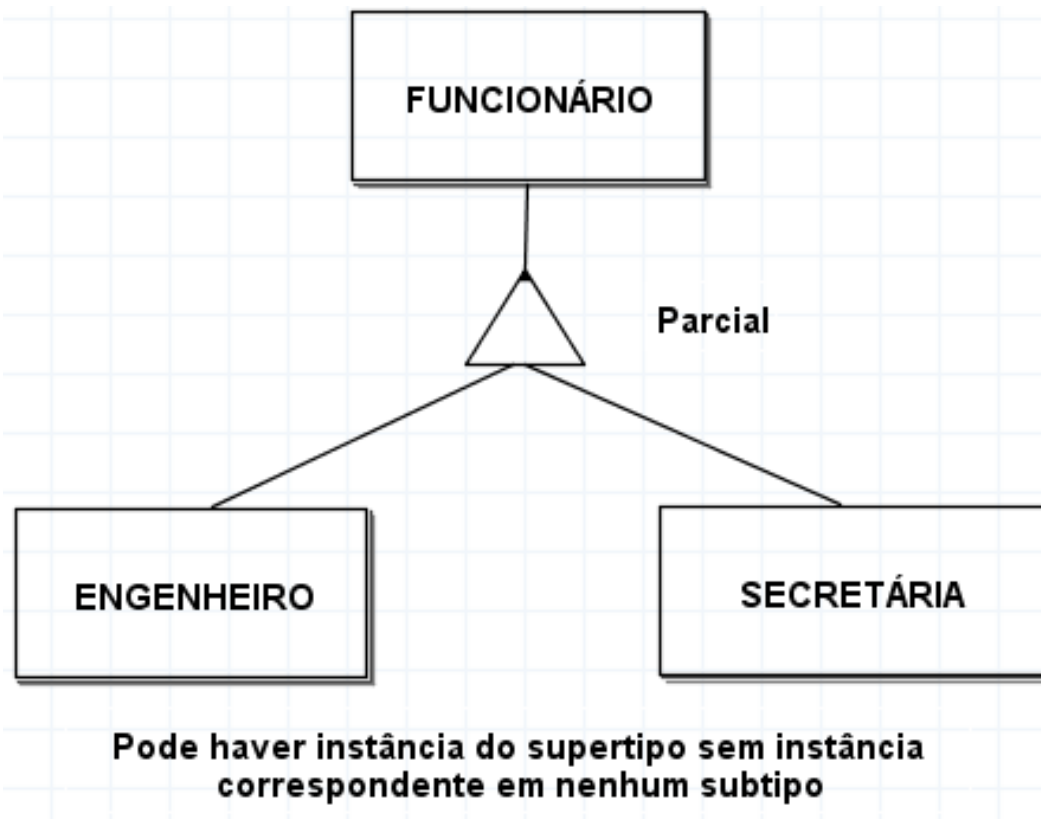 FUNCIONÁRIO
Parcial
ENGENHEIRO
SECRETÁRIA
Pode haver instância do supertipo sem instância
correspondente em nenhum subtipo